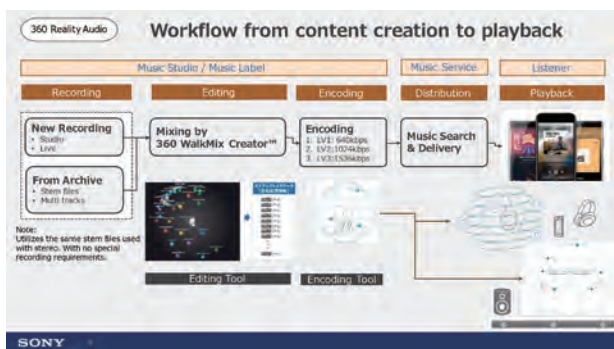 360 Reality Audio
Workflow from content creation to playback
Music Studio / Music Label
Music Service
Listener
Recording
Editing
Encoding
Distribution
Playback
New Recording
• Studio
• Live
From Archive
• Stem files
• Multi tracks
Mixing by
360 WalkMix Creator™
Encoding
1. LV1: 640kbps
2. LV2:1024kbps
3. LV3:1536kbps
Music Search
& Delivery
Note:
Utilizes the same stem files used
with stereo. With no special
recording requirements.
Editing Tool
Encoding Tool
SONY